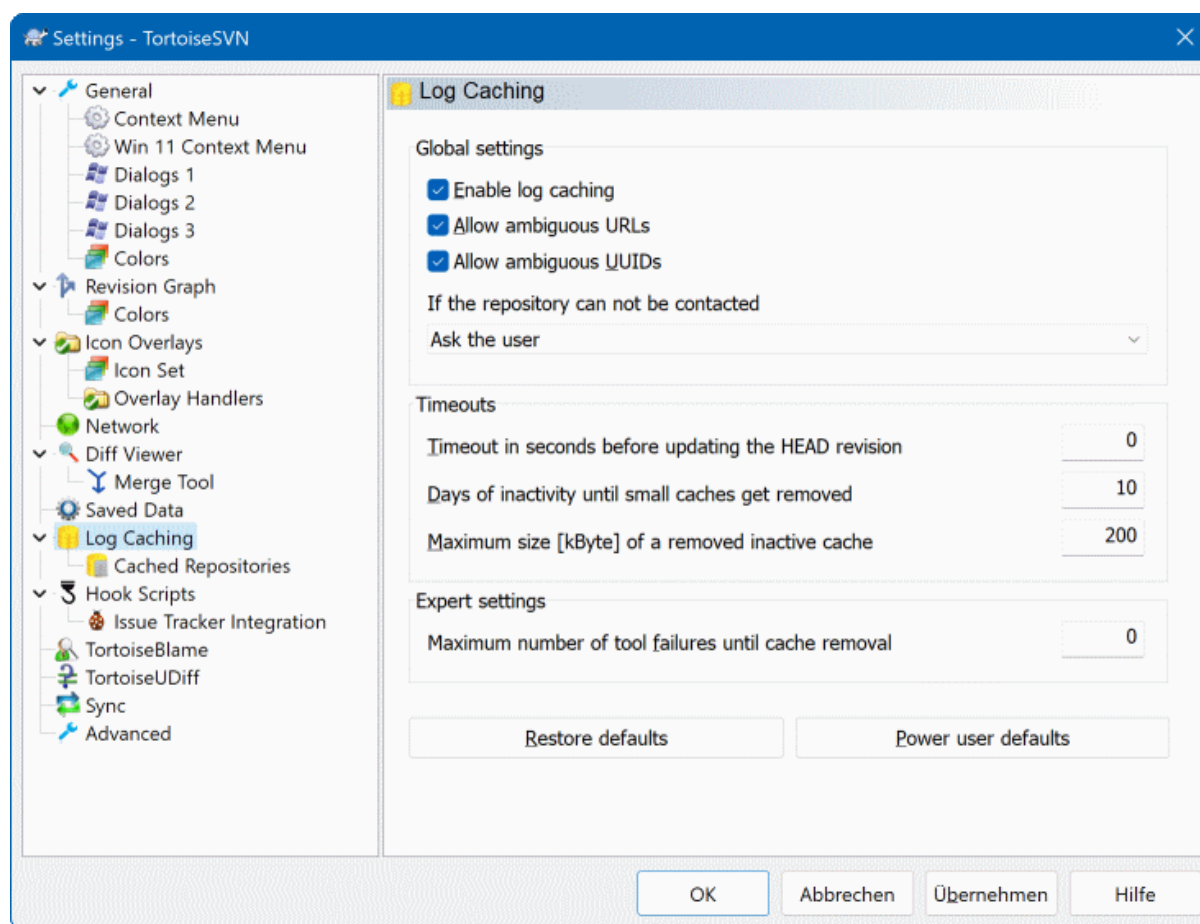 Settings - TortoiseSVN
General
Context Menu
Win 11 Context Menu
Dialogs 1
Dialogs 2
Dialogs 3
Colors
Revision Graph
Colors
Icon Overlays
Icon Set
Overlay Handlers
Network
Diff Viewer
Merge Tool
Saved Data
Log Caching
Cached Repositories
Hook Scripts
Issue Tracker Integration
TortoiseBlame
TortoiseUDiff
Sync
Advanced
Log Caching
Global settings
Enable log caching
Allow ambiguous URLs
Allow ambiguous UUIDs
If the repository can not be contacted
Ask the user
Timeouts
Timeout in seconds before updating the HEAD revision 0
Days of inactivity until small caches get removed 10
Maximum size [kByte] of a removed inactive cache 200
Expert settings
Maximum number of tool failures until cache removal 0
Restore defaults Power user defaults
OK Abbrechen Übernehmen Hilfe